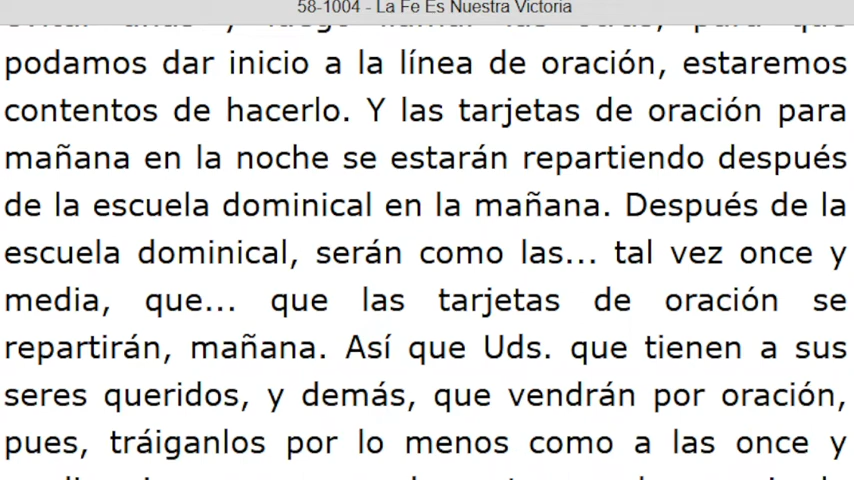 58-1004 - La Fe Es Nuestra Victoria
podamos dar inicio a la línea de oración, estaremos
contentos de hacerlo. Y las tarjetas de oración para
mañana en la noche se estarán repartiendo después
de la escuela dominical en la mañana. Después de la
escuela dominical, serán como las... tal vez once y
media, que... que las tarjetas de oración se
repartirán, mañana. Así que Uds. que tienen a sus
seres queridos, y demás, que vendrán por oración,
pues, tráiganlos por lo menos como a las once y